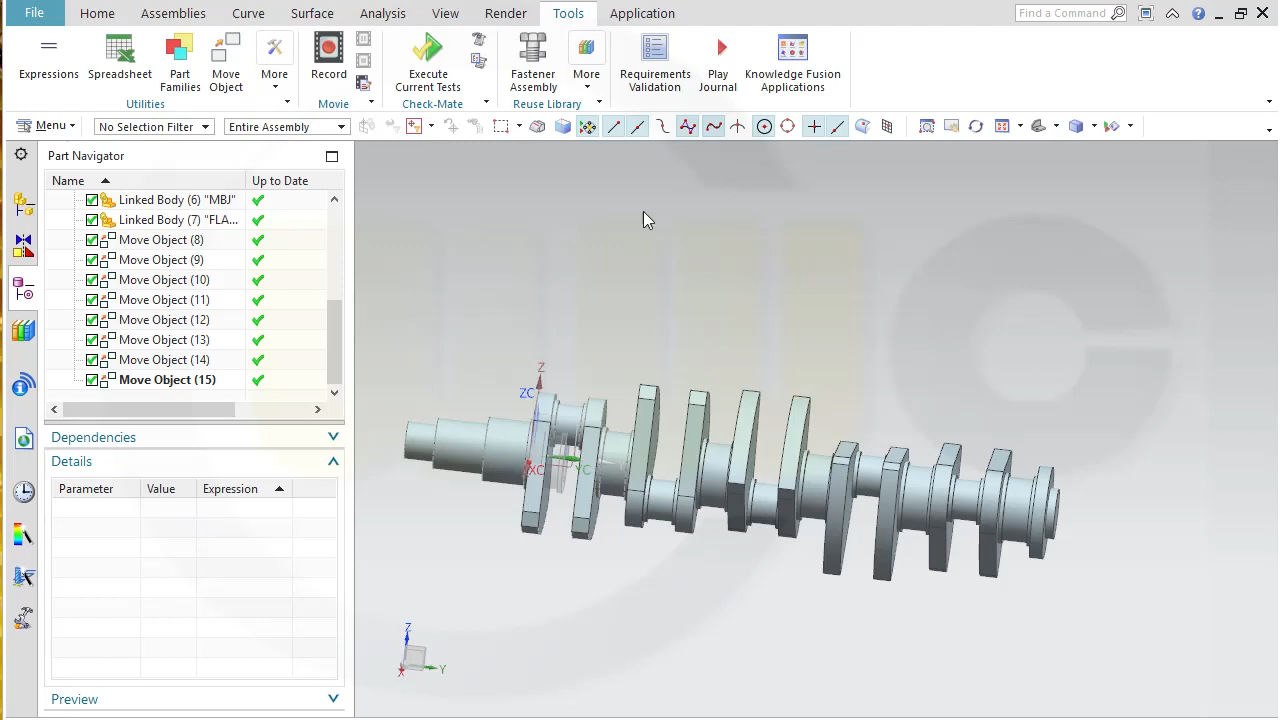 File Home Assemblies Curve Surface Analysis View Render Tools Application Find a Command
Expressions Spreadsheet Part Families Move Object More Record Execute Current Tests Fastener Assembly More Requirements Validation Play Journal Knowledge Fusion Applications
Utilities Movie Check-Mate Reuse Library
Menu No Selection Filter Entire Assembly
Part Navigator
Name Up to Date
Linked Body (6) "MBJ"
Linked Body (7) "FLA...
Move Object (8)
Move Object (9)
Move Object (10)
Move Object (11)
Move Object (12)
Move Object (13)
Move Object (14)
Move Object (15)
Dependencies
Details
Parameter Value Expression
Preview
Z
ZC
XC
YC
Z
Y
X